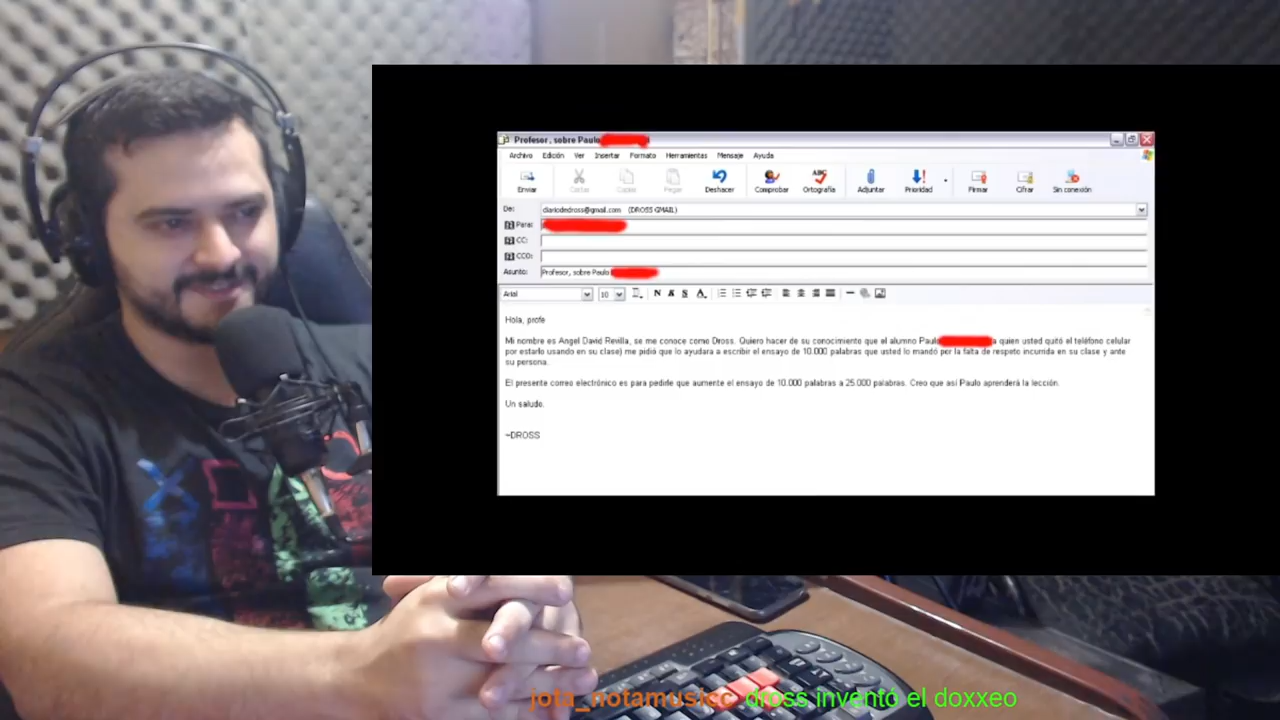 Profesor, sobre Paulo
Archivo Edición Ver Insertar Formato Herramientas Mensaje Ayuda
Enviar Cortar Copiar Pegar Deshacer Comprobar Ortografía Adjuntar Prioridad Firmar Cifrar Sin conexión
De: diariodedross@gmail.com (DROSS GMAIL)
Para:
CC:
CCO:
Asunto: Profesor, sobre Paulo
Arial 10 N K S A
Hola, profe
Mi nombre es Angel David Revilla, se me conoce como Dross. Quiero hacer de su conocimiento que el alumno Paulo a quien usted quitó el teléfono celular
por estarlo usando en su clase) me pidió que lo ayudara a escribir el ensayo de 10.000 palabras que usted lo mandó por la falta de respeto incurrida en su clase y ante
su persona.
El presente correo electrónico es para pedirle que aumente el ensayo de 10.000 palabras a 25.000 palabras. Creo que así Paulo aprenderá la lección.
Un saludo.
~DROSS
jota_notamusicc dross inventó el doxxeo